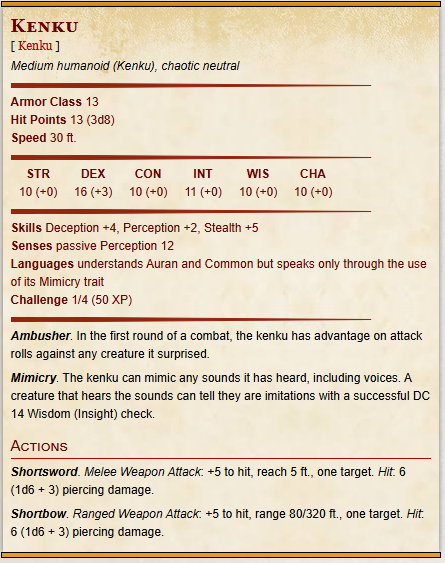 KENKU
[ Kenku ]
Medium humanoid (Kenku), chaotic neutral
Armor Class 13
Hit Points 13 (3d8)
Speed 30 ft.
STR DEX CON INT WIS CHA
10 (+0) 16 (+3) 10 (+0) 11 (+0) 10 (+0) 10 (+0)
Skills Deception +4, Perception +2, Stealth +5
Senses passive Perception 12
Languages understands Auran and Common but speaks only through the use
of its Mimicry trait
Challenge 1/4 (50 XP)
Ambusher. In the first round of a combat, the kenku has advantage on attack
rolls against any creature it surprised.
Mimicry. The kenku can mimic any sounds it has heard, including voices. A
creature that hears the sounds can tell they are imitations with a successful DC
14 Wisdom (Insight) check.
ACTIONS
Shortsword. Melee Weapon Attack: +5 to hit, reach 5 ft., one target. Hit: 6
(1d6 + 3) piercing damage.
Shortbow. Ranged Weapon Attack: +5 to hit, range 80/320 ft., one target. Hit:
6 (1d6 + 3) piercing damage.